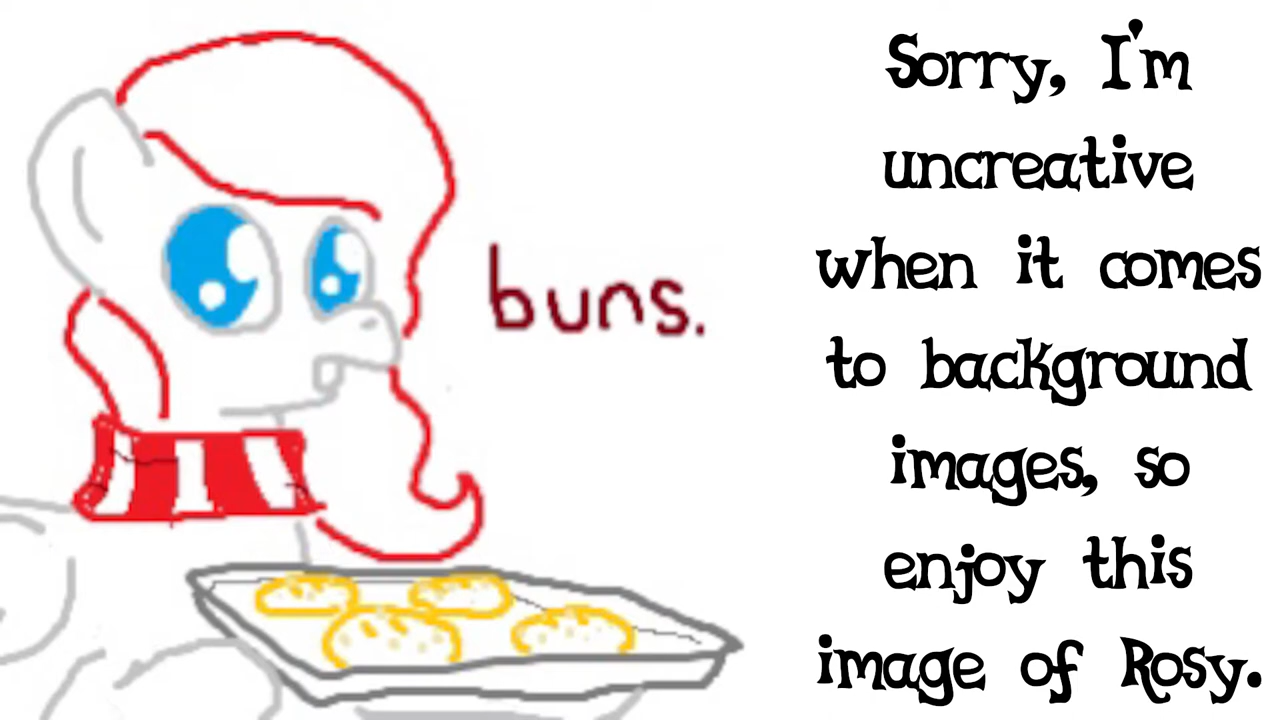 buns.
Sorry, I'm
uncreative
when it comes
to background
images, so
enjoy this
image of Rosy.